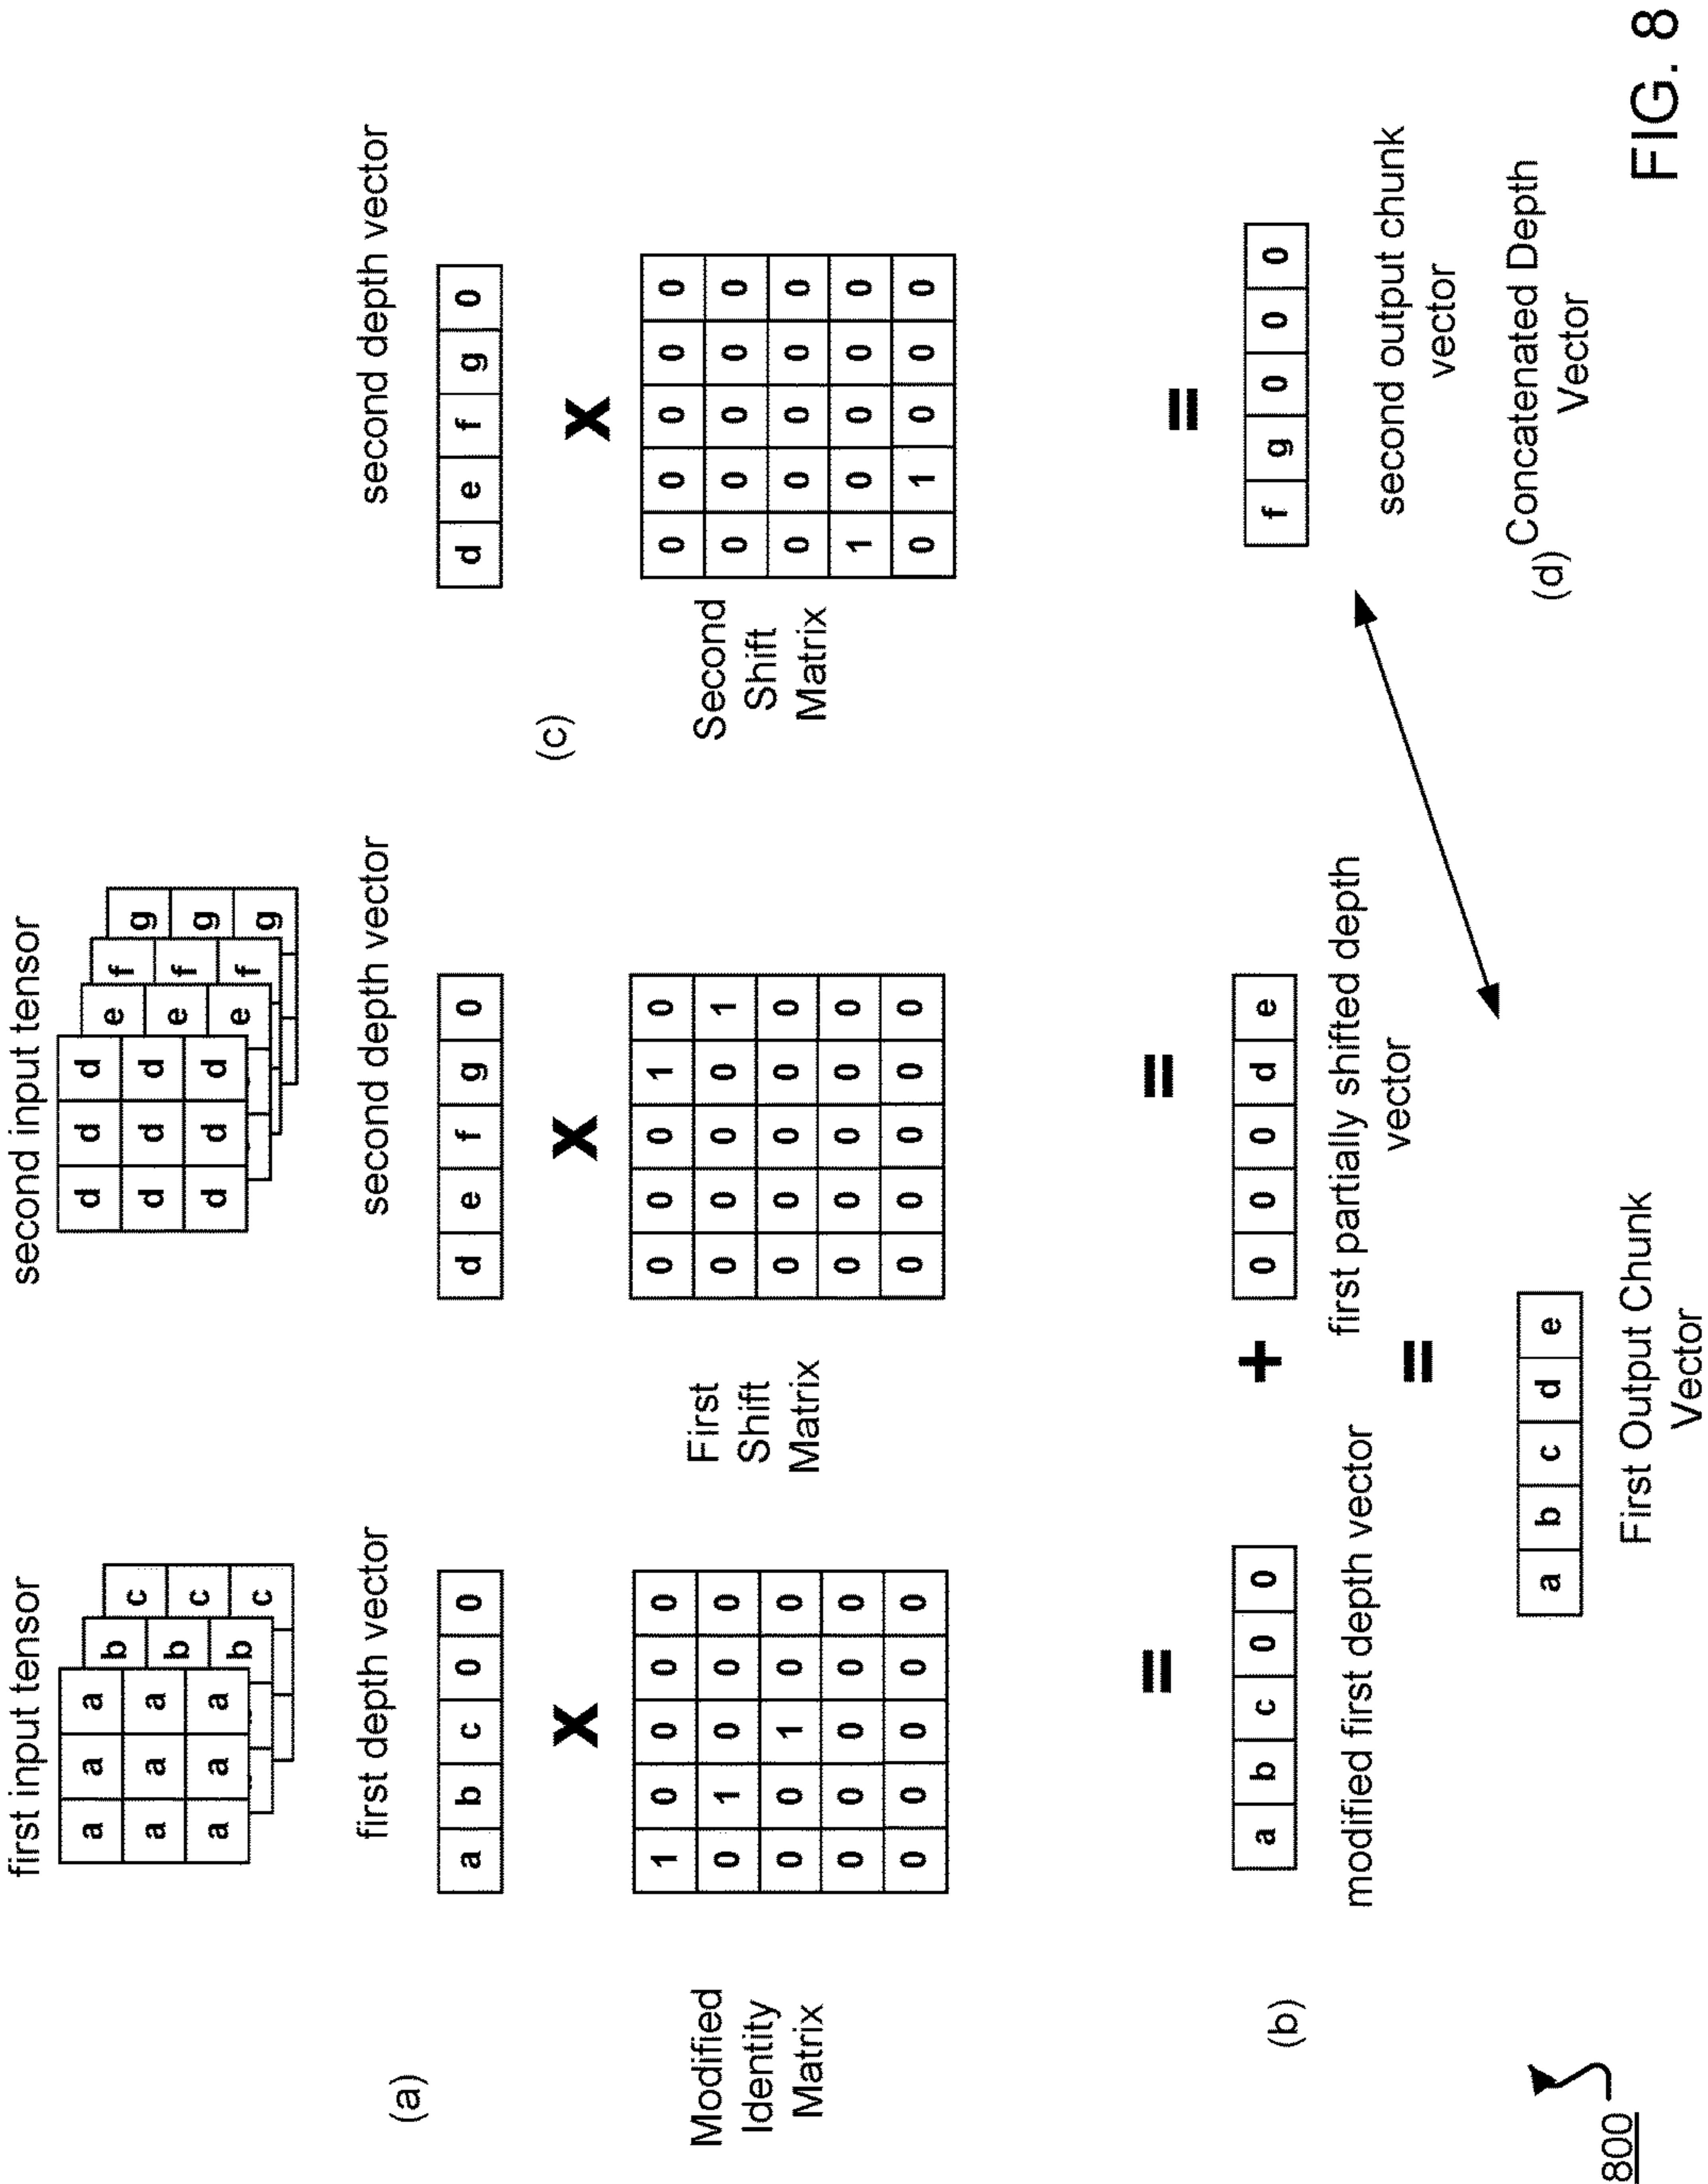 first input tensor
a a a
a a a
a a a
b
b
b
c
c
c
second input tensor
d d d
d d d
d d d
e
e
e
f
f
f
g
g
g
first depth vector
second depth vector
second depth vector
(a)
a b c 0 0
d e f g 0
d e f g 0
X
X
(c)
X
Modified
Identity
Matrix
1 0 0 0 0
0 1 0 0 0
0 0 1 0 0
0 0 0 0 0
0 0 0 0 0
First
Shift
Matrix
0 0 0 1 0
0 0 0 0 1
0 0 0 0 0
0 0 0 0 0
0 0 0 0 0
Second
Shift
Matrix
0 0 0 0 0
0 0 0 0 0
0 0 0 0 0
1 0 0 0 0
0 1 0 0 0
=
=
=
(b)
a b c 0 0
+
0 0 0 d e
f g 0 0 0
modified first depth vector
first partially shifted depth
vector
second output chunk
vector
=
a b c d e
First Output Chunk
Vector
(d)
Concatenated Depth
Vector
800
FIG. 8